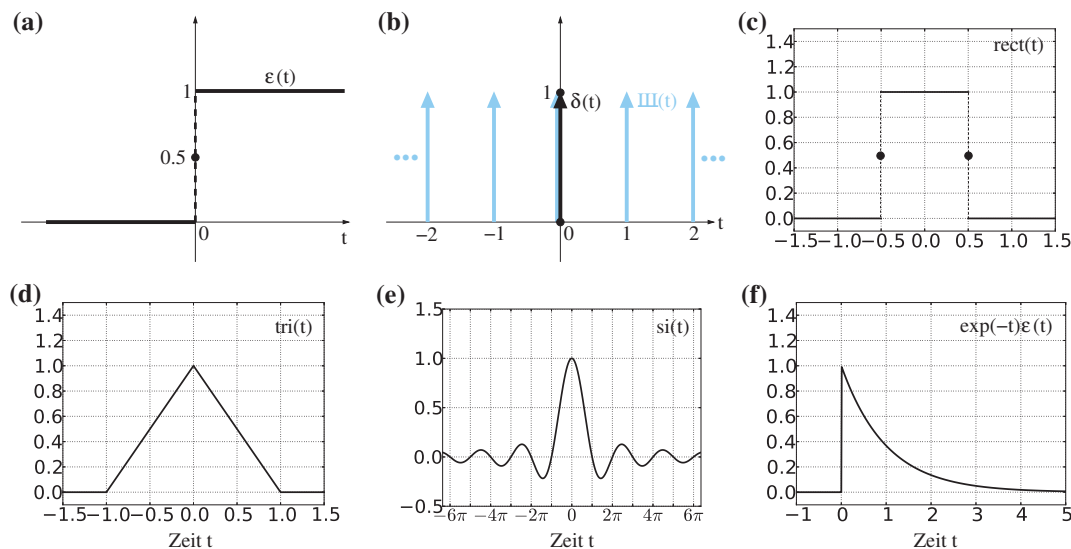 (a)
ε(t)
1
0.5
0
t
(b)
1
δ(t)
Ш(t)
...
...
−2
−1
0
1
2
t
(c)
rect(t)
1.4
1.2
1.0
0.8
0.6
0.4
0.2
0.0
−1.5 −1.0 −0.5 0.0 0.5 1.0 1.5
(d)
tri(t)
1.4
1.2
1.0
0.8
0.6
0.4
0.2
0.0
−1.5 −1.0 −0.5 0.0 0.5 1.0 1.5
Zeit t
(e)
si(t)
1.5
1.0
0.5
0.0
−0.5
−6π −4π −2π 0 2π 4π 6π
Zeit t
(f)
exp(−t)ε(t)
1.4
1.2
1.0
0.8
0.6
0.4
0.2
0.0
−1 0 1 2 3 4 5
Zeit t